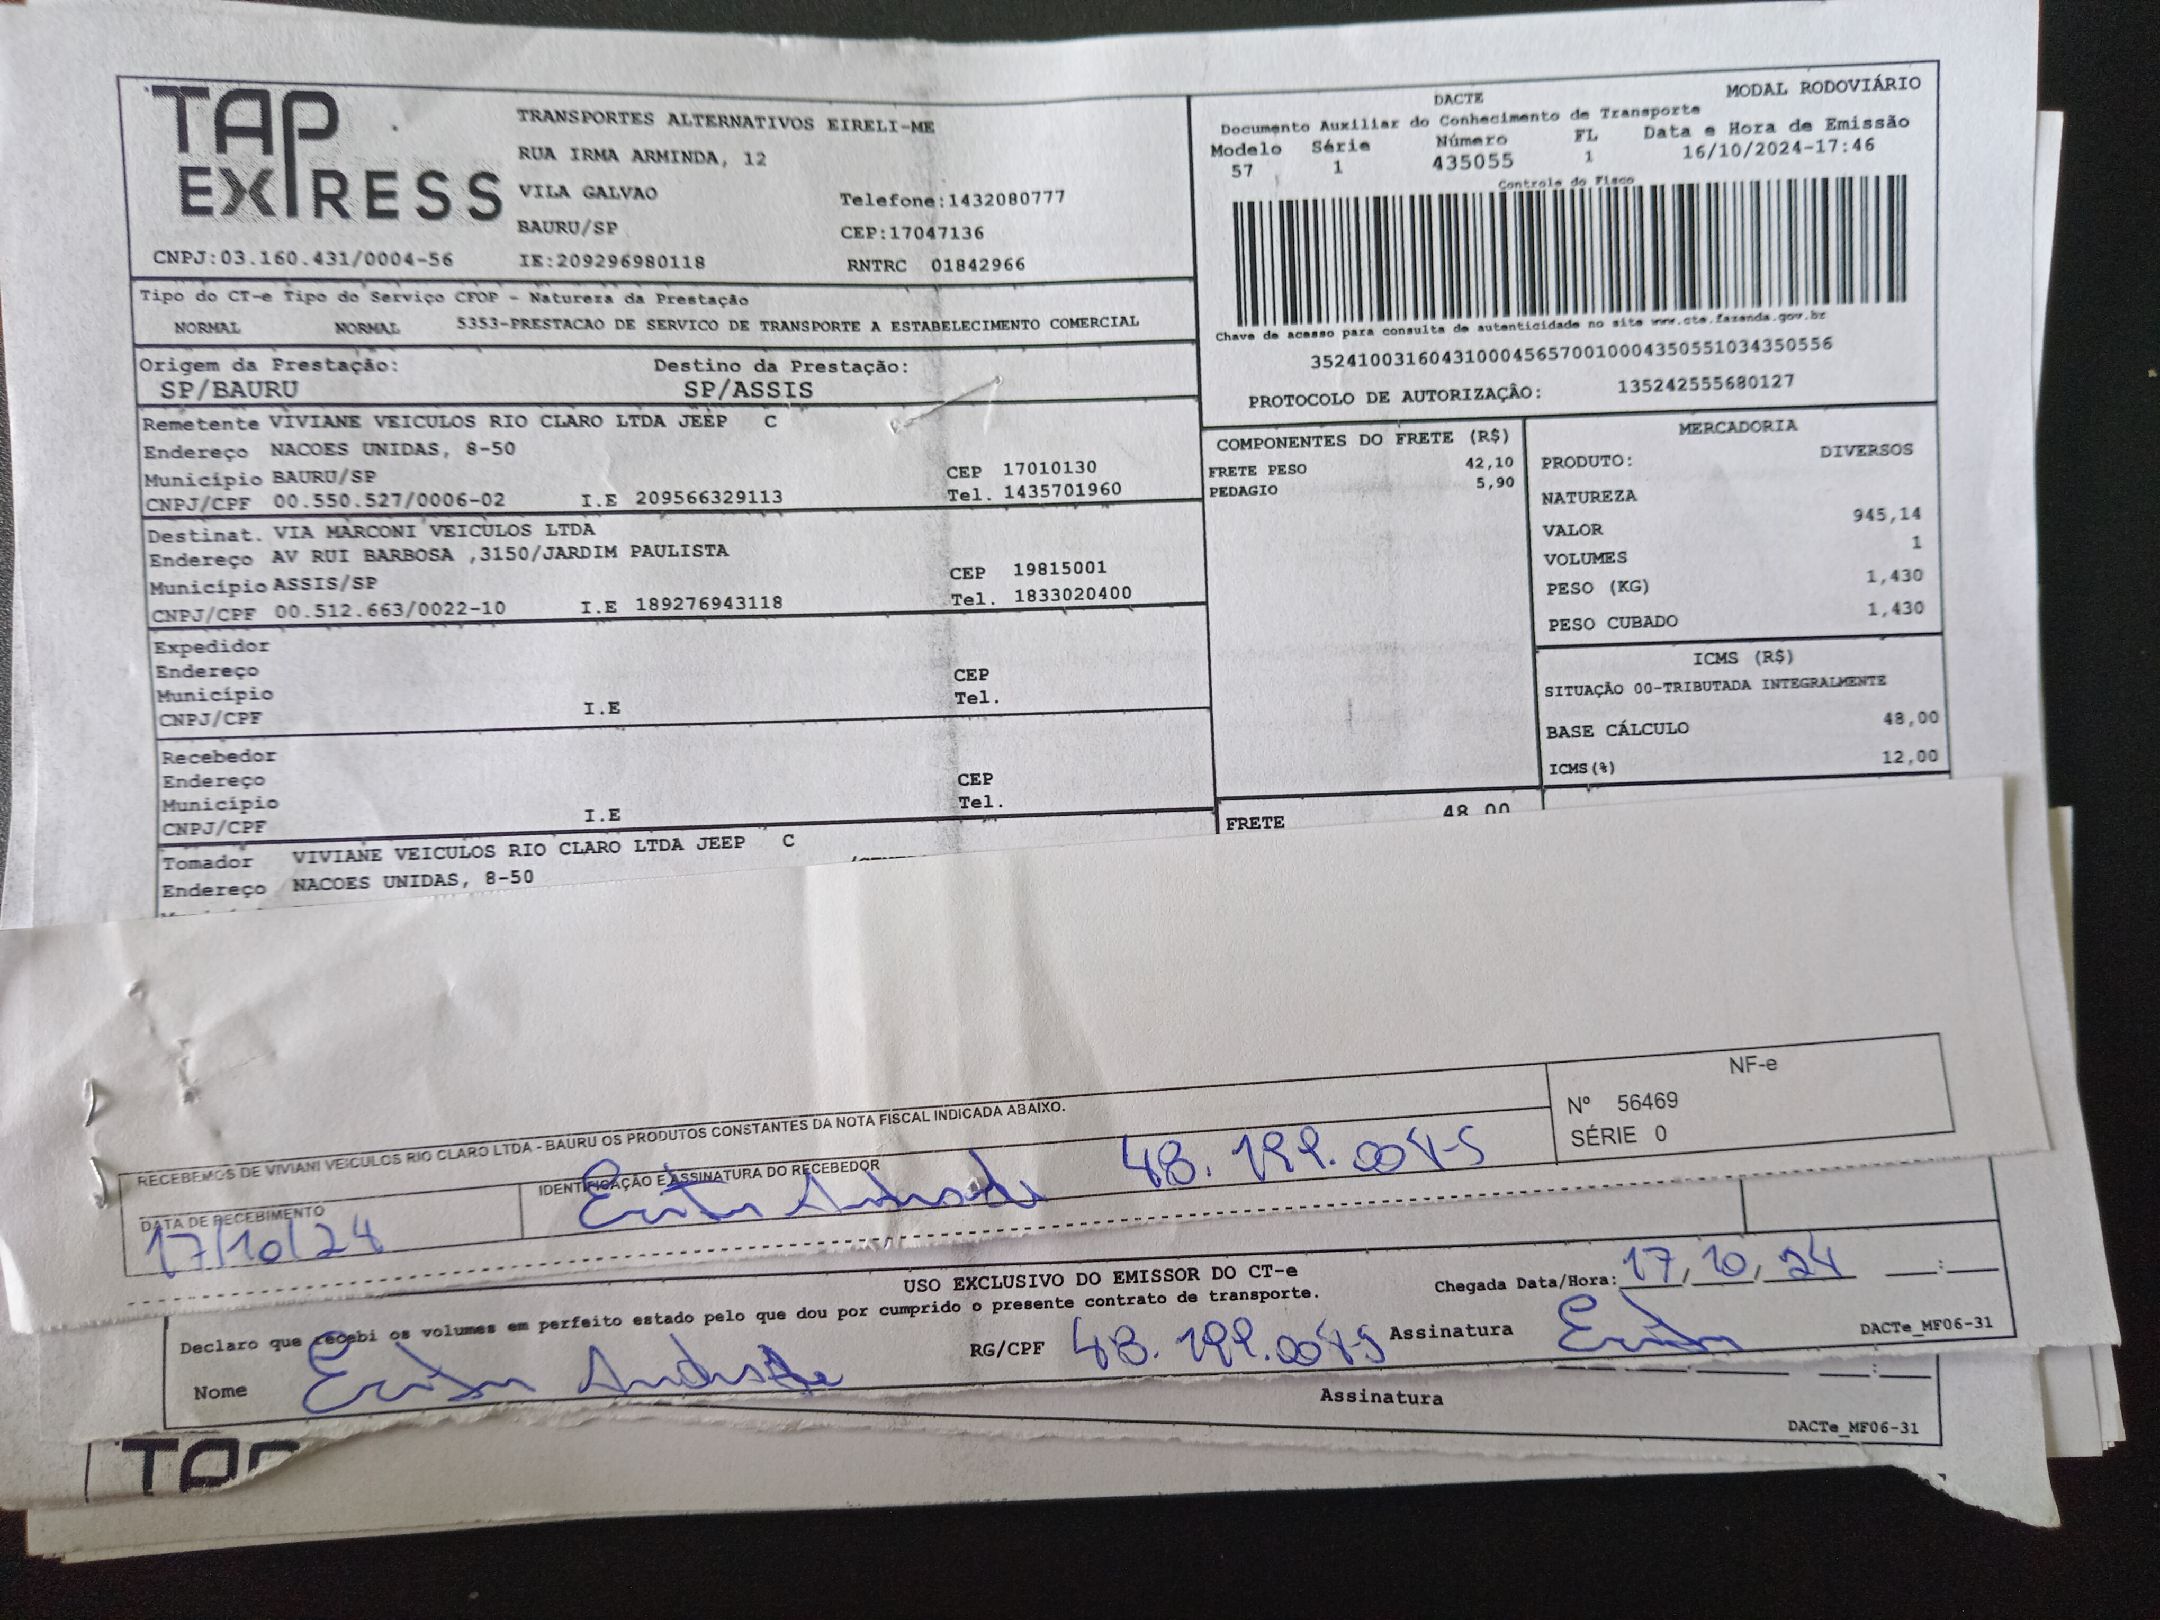 TAP
EXPRESS
TRANSPORTES ALTERNATIVOS EIRELI-ME
RUA IRMA ARMINDA, 12
VILA GALVAO
Telefone:1432080777
BAURU/SP
CEP:17047136
CNPJ:03.160.431/0004-56 IE:209296980118 RNTRC 01842966
DACTE
MODAL RODOVIÁRIO
Documento Auxiliar do Conhecimento de Transporte
Modelo Série Número FL Data e Hora de Emissão
57 1 435055 1 16/10/2024-17:46
Controle do Fisco
Chave de acesso para consulta de autenticidade no site www.cte.fazenda.gov.br
35241003160431000456570010004350551034350556
PROTOCOLO DE AUTORIZAÇÃO: 135242555680127
Tipo do CT-e Tipo do Serviço CFOP - Natureza da Prestação
NORMAL NORMAL 5353-PRESTACAO DE SERVICO DE TRANSPORTE A ESTABELECIMENTO COMERCIAL
Origem da Prestação: Destino da Prestação:
SP/BAURU SP/ASSIS
Remetente VIVIANE VEICULOS RIO CLARO LTDA JEEP C
Endereço NACOES UNIDAS, 8-50
Município BAURU/SP CEP 17010130
CNPJ/CPF 00.550.527/0006-02 I.E 209566329113 Tel. 1435701960
Destinat. VIA MARCONI VEICULOS LTDA
Endereço AV RUI BARBOSA ,3150/JARDIM PAULISTA
Município ASSIS/SP CEP 19815001
CNPJ/CPF 00.512.663/0022-10 I.E 189276943118 Tel. 1833020400
Expedidor
Endereço CEP
Município Tel.
CNPJ/CPF I.E
Recebedor
Endereço CEP
Município Tel.
CNPJ/CPF I.E
Tomador VIVIANE VEICULOS RIO CLARO LTDA JEEP C
Endereço NACOES UNIDAS, 8-50
COMPONENTES DO FRETE (R$)
FRETE PESO 42,10
PEDAGIO 5,90
FRETE 48,00
MERCADORIA
PRODUTO: DIVERSOS
NATUREZA
VALOR 945,14
VOLUMES 1
PESO (KG) 1,430
PESO CUBADO 1,430
ICMS (R$)
SITUAÇÃO 00-TRIBUTADA INTEGRALMENTE
BASE CÁLCULO 48,00
ICMS(%) 12,00
RECEBEMOS DE VIVIANI VEICULOS RIO CLARO LTDA - BAURU OS PRODUTOS CONSTANTES DA NOTA FISCAL INDICADA ABAIXO.
NF-e
Nº 56469
SÉRIE 0
DATA DE RECEBIMENTO IDENTIFICAÇÃO E ASSINATURA DO RECEBEDOR
17/10/24
USO EXCLUSIVO DO EMISSOR DO CT-e
Declaro que recebi os volumes em perfeito estado pelo que dou por cumprido o presente contrato de transporte.
Chegada Data/Hora: 17/10/24 :
Nome RG/CPF Assinatura
DACTe_MF06-31
Assinatura
DACTe_MF06-31